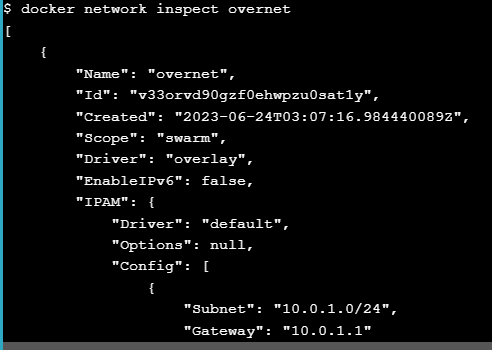 $ docker network inspect overnet
[
    {
        "Name": "overnet",
        "Id": "v33orvd90gzf0ehwpzu0sat1y",
        "Created": "2023-06-24T03:07:16.984440089Z",
        "Scope": "swarm",
        "Driver": "overlay",
        "EnableIPv6": false,
        "IPAM": {
            "Driver": "default",
            "Options": null,
            "Config": [
                {
                    "Subnet": "10.0.1.0/24",
                    "Gateway": "10.0.1.1"